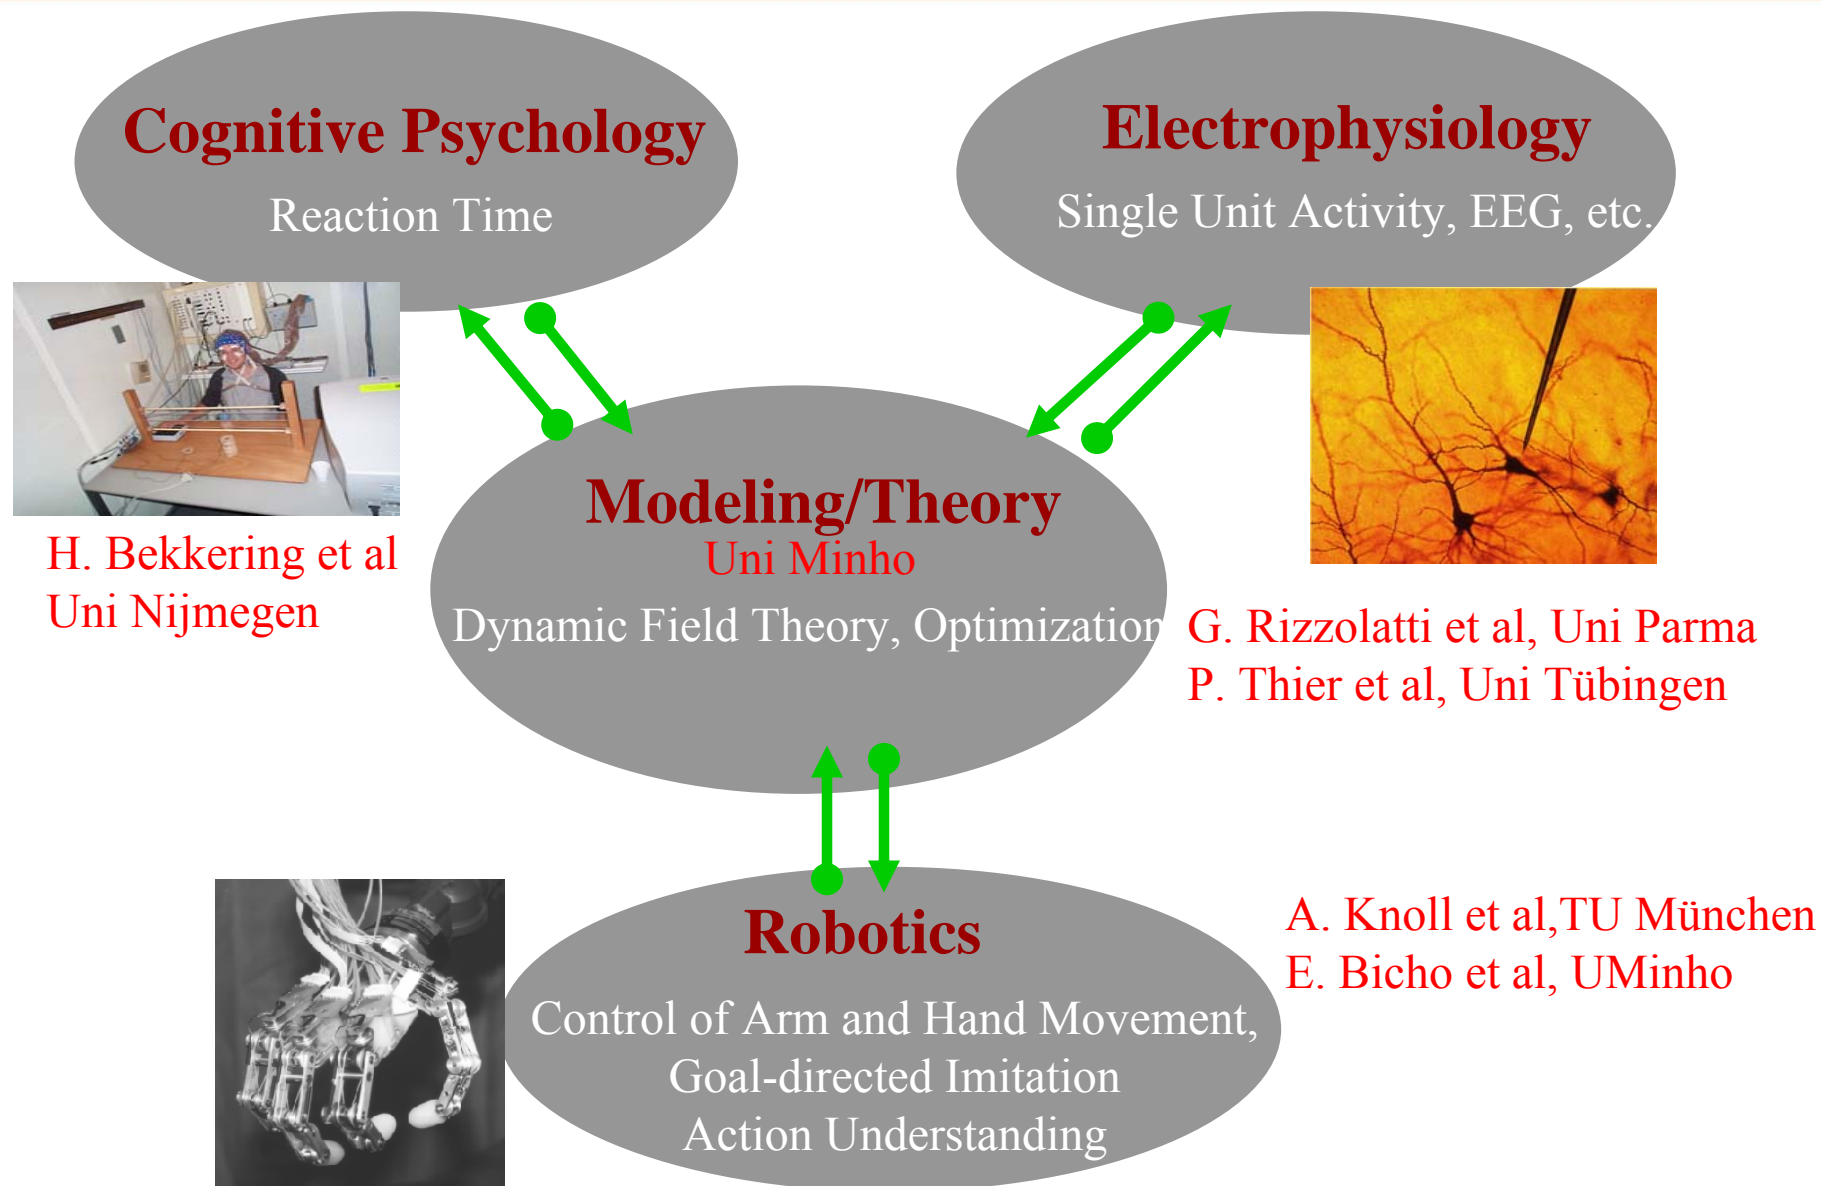 Cognitive Psychology
Reaction Time
Electrophysiology
Single Unit Activity, EEG, etc.
H. Bekkering et al
Uni Nijmegen
Modeling/Theory
Uni Minho
Dynamic Field Theory, Optimization
G. Rizzolatti et al, Uni Parma
P. Thier et al, Uni Tübingen
Robotics
Control of Arm and Hand Movement,
Goal-directed Imitation
Action Understanding
A. Knoll et al,TU München
E. Bicho et al, UMinho